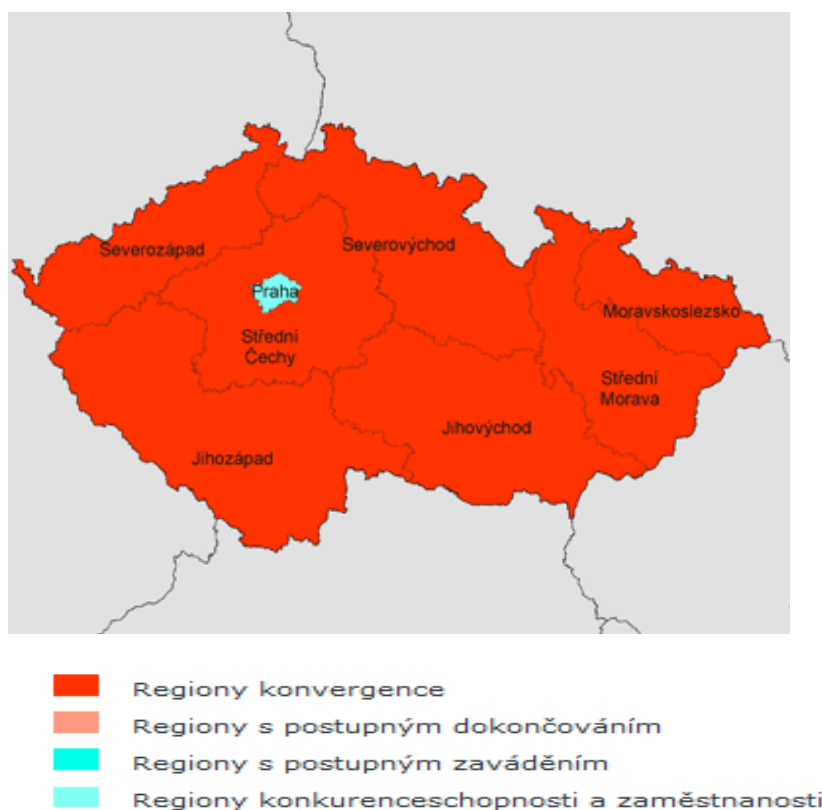 Severozápad
Severovýchod
Praha
Moravskoslezsko
Střední
Čechy
Střední
Morava
Jihovýchod
Jihozápad
Regiony konvergence
Regiony s postupným dokončováním
Regiony s postupným zaváděním
Regiony konkurenceschopnosti a zaměstnanosti